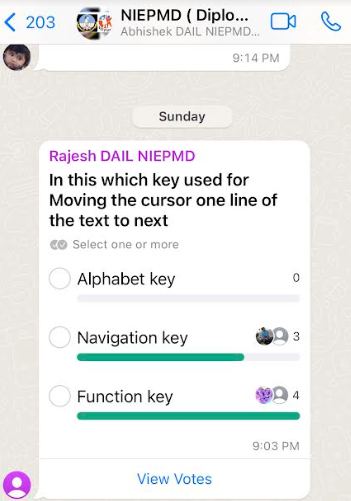 203
NIEPMD ( Diplo...
Abhishek DAIL NIEPMD...
9:14 PM
Sunday
Rajesh DAIL NIEPMD
In this which key used for
Moving the cursor one line of
the text to next
Select one or more
Alphabet key 0
Navigation key 3
Function key 4
9:03 PM
View Votes